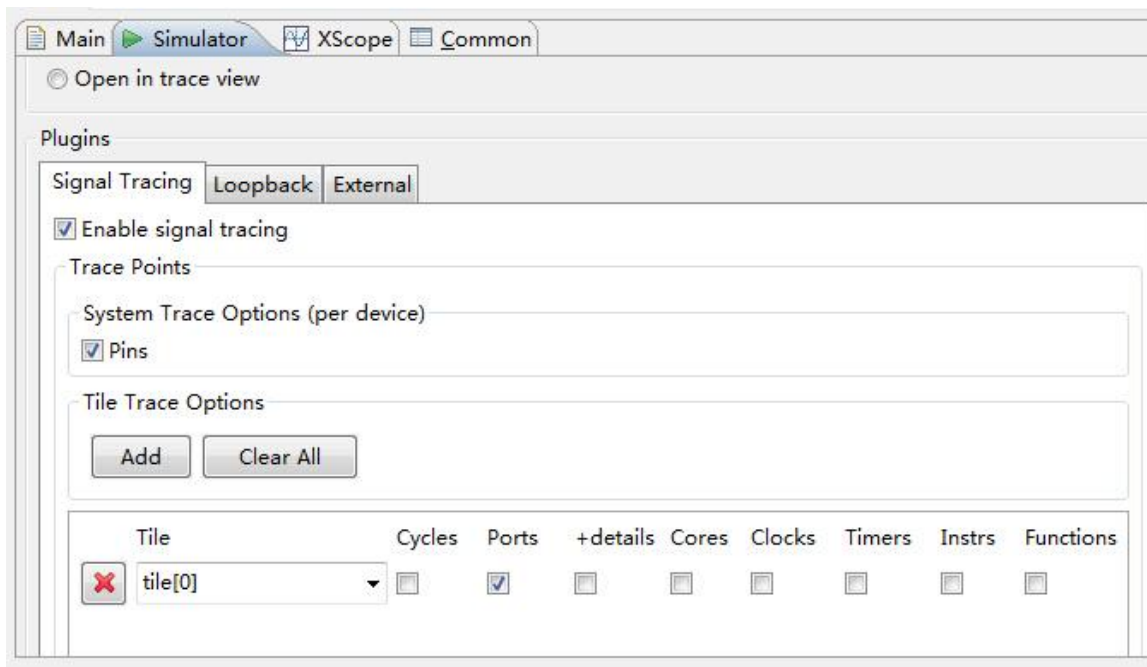 Main Simulator XScope Common
Open in trace view
Plugins
Signal Tracing Loopback External
Enable signal tracing
Trace Points
System Trace Options (per device)
Pins
Tile Trace Options
Add Clear All
Tile Cycles Ports +details Cores Clocks Timers Instrs Functions
tile[0]